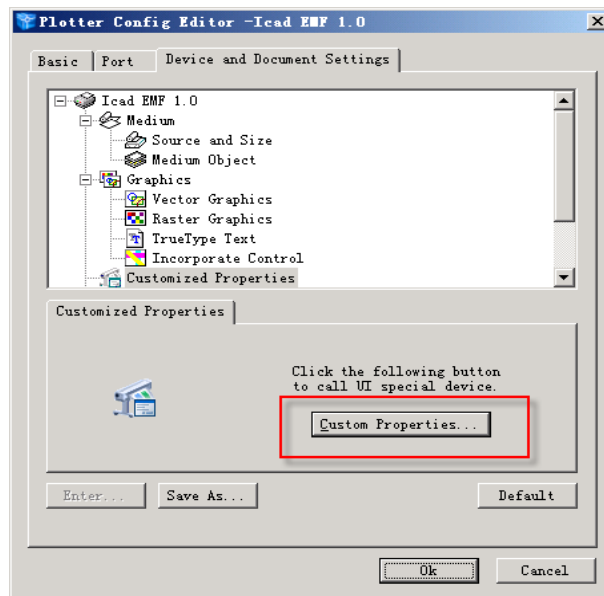 Plotter Config Editor -Icad EMF 1.0
Basic Port Device and Document Settings
Icad EMF 1.0
Medium
Source and Size
Medium Object
Graphics
Vector Graphics
Raster Graphics
TrueType Text
Incorporate Control
Customized Properties
Customized Properties
Click the following button
to call UI special device.
Custom Properties...
Enter... Save As... Default
Ok Cancel